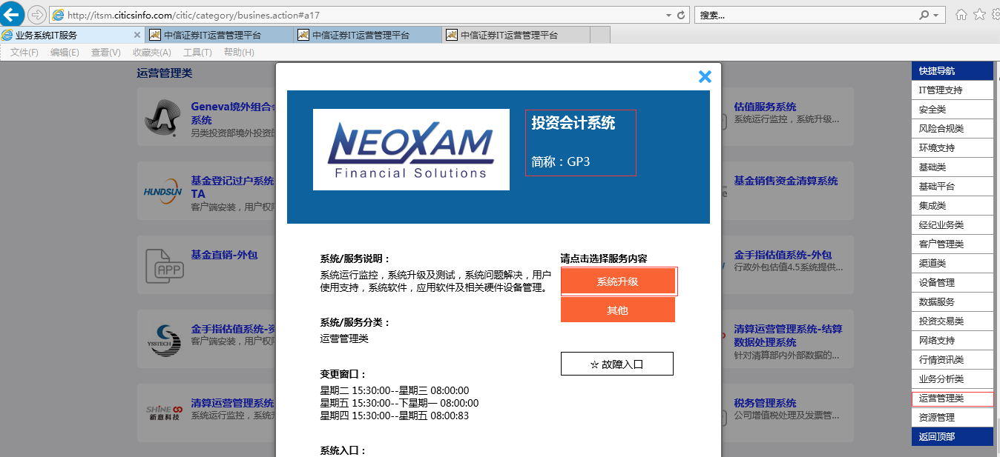 http://itsm.citicsinfo.com/citic/category/busines.action#a17
搜索...
业务系统IT服务
中信证券IT运营管理平台
中信证券IT运营管理平台
中信证券IT运营管理平台
文件(F) 编辑(E) 查看(V) 收藏夹(A) 工具(T) 帮助(H)
运营管理类
Geneva境外组合会
系统
另类投资部境外投资的
HUNDSUN
基金登记过户系统
TA
客户端安装，用户权限
APP
基金直销-外包
YSSTECH
金手指估值系统-资
客户端安装，用户权限
SHINE
新意科技
清算运营管理系统
系统运行监控，系统升
NEOXAM
Financial Solutions
投资会计系统
简称：GP3
系统/服务说明：
系统运行监控，系统升级及测试，系统问题解决，用户
使用支持，系统软件，应用软件及相关硬件设备管理。
系统/服务分类：
运营管理类
变更窗口：
星期二 15:30:00--星期三 08:00:00
星期五 15:30:00--下星期一 08:00:00
星期四 15:30:00--星期五 08:00:83
系统入口：
请点击选择服务内容
系统升级
其他
☆ 故障入口
估值服务系统
系统运行监控，系统升级...
基金销售资金清算系统
金手指估值系统-外包
行政外包估值4.5系统提供...
清算运营管理系统-结算
数据处理系统
针对清算部内外部数据的...
税务管理系统
公司增值税处理及发票管...
快捷导航
IT管理支持
安全类
风险合规类
环境支持
基础类
基础平台
集成类
经纪业务类
客户管理类
渠道类
设备管理
数据服务
投资交易类
网络支持
行情资讯类
业务分析类
运营管理类
资源管理
返回顶部